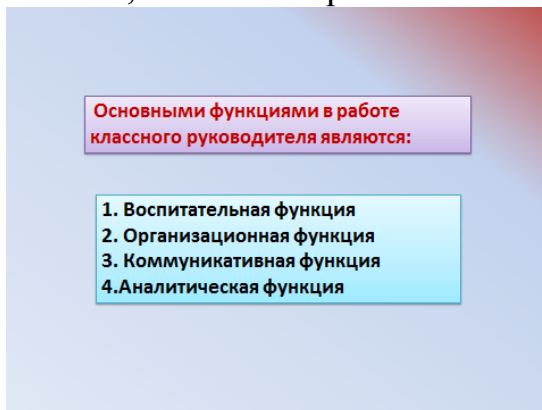 Основными функциями в работе
классного руководителя являются:
1. Воспитательная функция
2. Организационная функция
3. Коммуникативная функция
4.Аналитическая функция